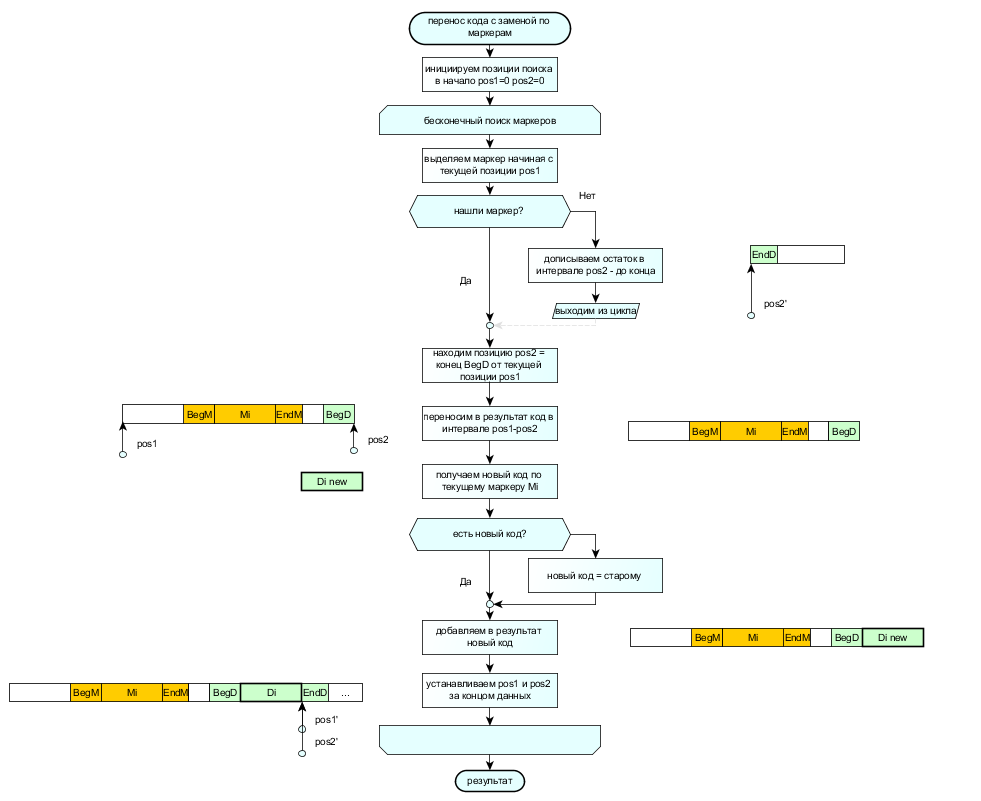 перенос кода с заменой по
маркерам
инициируем позиции поиска
в начало pos1=0 pos2=0
бесконечный поиск маркеров
выделяем маркер начиная с
текущей позиции pos1
нашли маркер?
Нет
дописываем остаток в
интервале pos2 - до конца
EndD
Да
выходим из цикла
pos2'
находим позицию pos2 =
конец BegD от текущей
позиции pos1
BegM Mi EndM BegD
pos1
pos2
переносим в результат код в
интервале pos1-pos2
BegM Mi EndM BegD
Di new
получаем новый код по
текущему маркеру Mi
есть новый код?
Да
новый код = старому
добавляем в результат
новый код
BegM Mi EndM BegD Di new
устанавливаем pos1 и pos2
за концом данных
BegM Mi EndM BegD Di EndD ...
pos1'
pos2'
результат